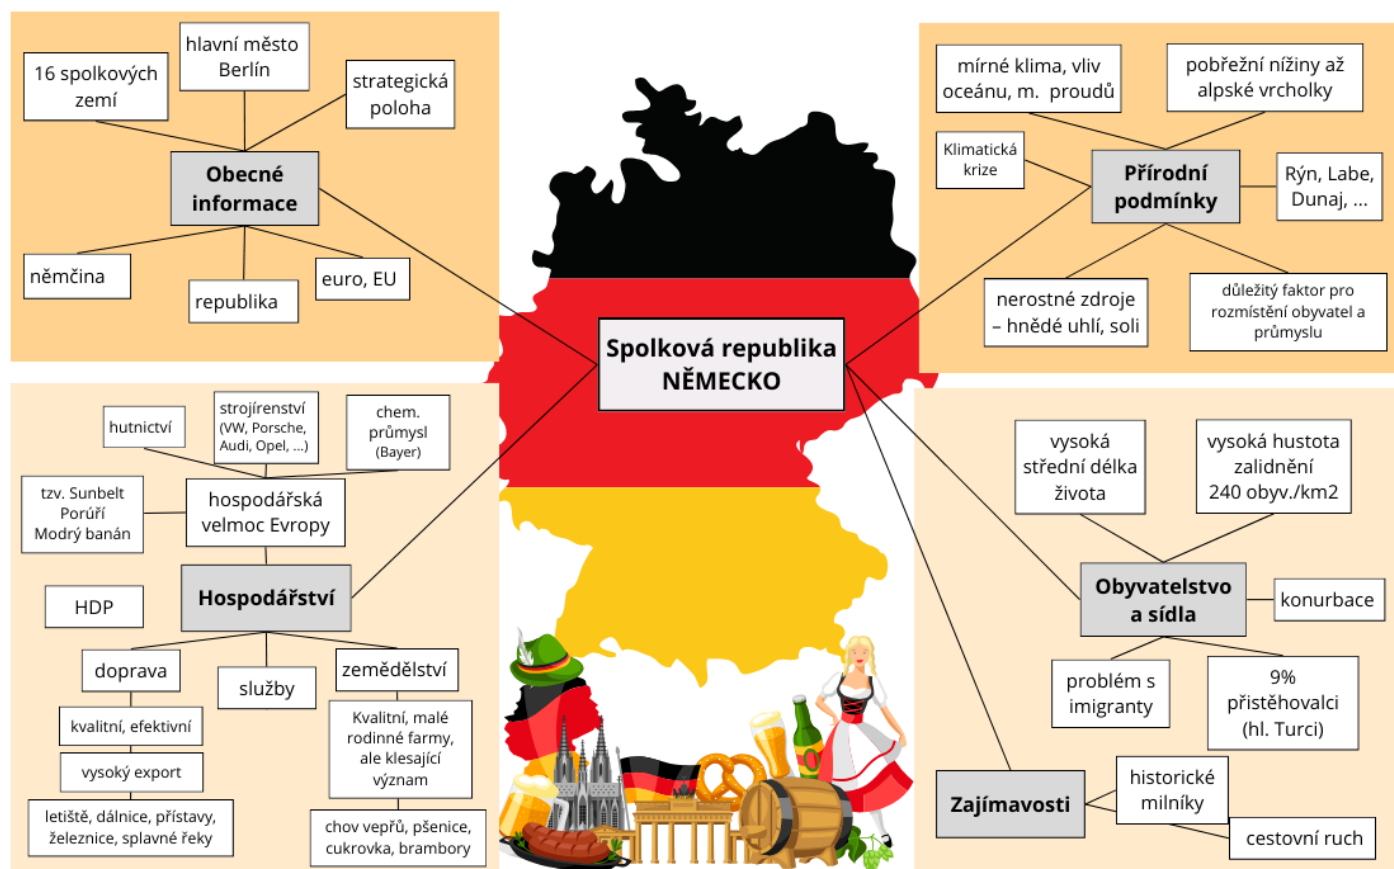 16 spolkových
zemí
hlavní město
Berlín
strategická
poloha
Obecné
informace
němčina
republika
euro, EU
mírné klima, vliv
oceánu, m. proudů
pobřežní nížiny až
alpské vrcholky
Klimatická
krize
Přírodní
podmínky
Rýn, Labe,
Dunaj, ...
nerostné zdroje
– hnědé uhlí, soli
důležitý faktor pro
rozmístění obyvatel a
průmyslu
Spolková republika
NĚMECKO
hutnictví
strojírenství
(VW, Porsche,
Audi, Opel, ...)
chem.
průmysl
(Bayer)
tzv. Sunbelt
Porúří
Modrý banán
hospodářská
velmoc Evropy
HDP
Hospodářství
doprava
služby
zemědělství
kvalitní, efektivní
vysoký export
letiště, dálnice, přístavy,
železnice, splavné řeky
Kvalitní, malé
rodinné farmy,
ale klesající
význam
chov vepřů, pšenice,
cukrovka, brambory
vysoká
střední délka
života
vysoká hustota
zalidnění
240 obyv./km2
Obyvatelstvo
a sídla
konurbace
problém s
imigranty
9%
přistěhovalci
(hl. Turci)
Zajímavosti
historické
milníky
cestovní ruch